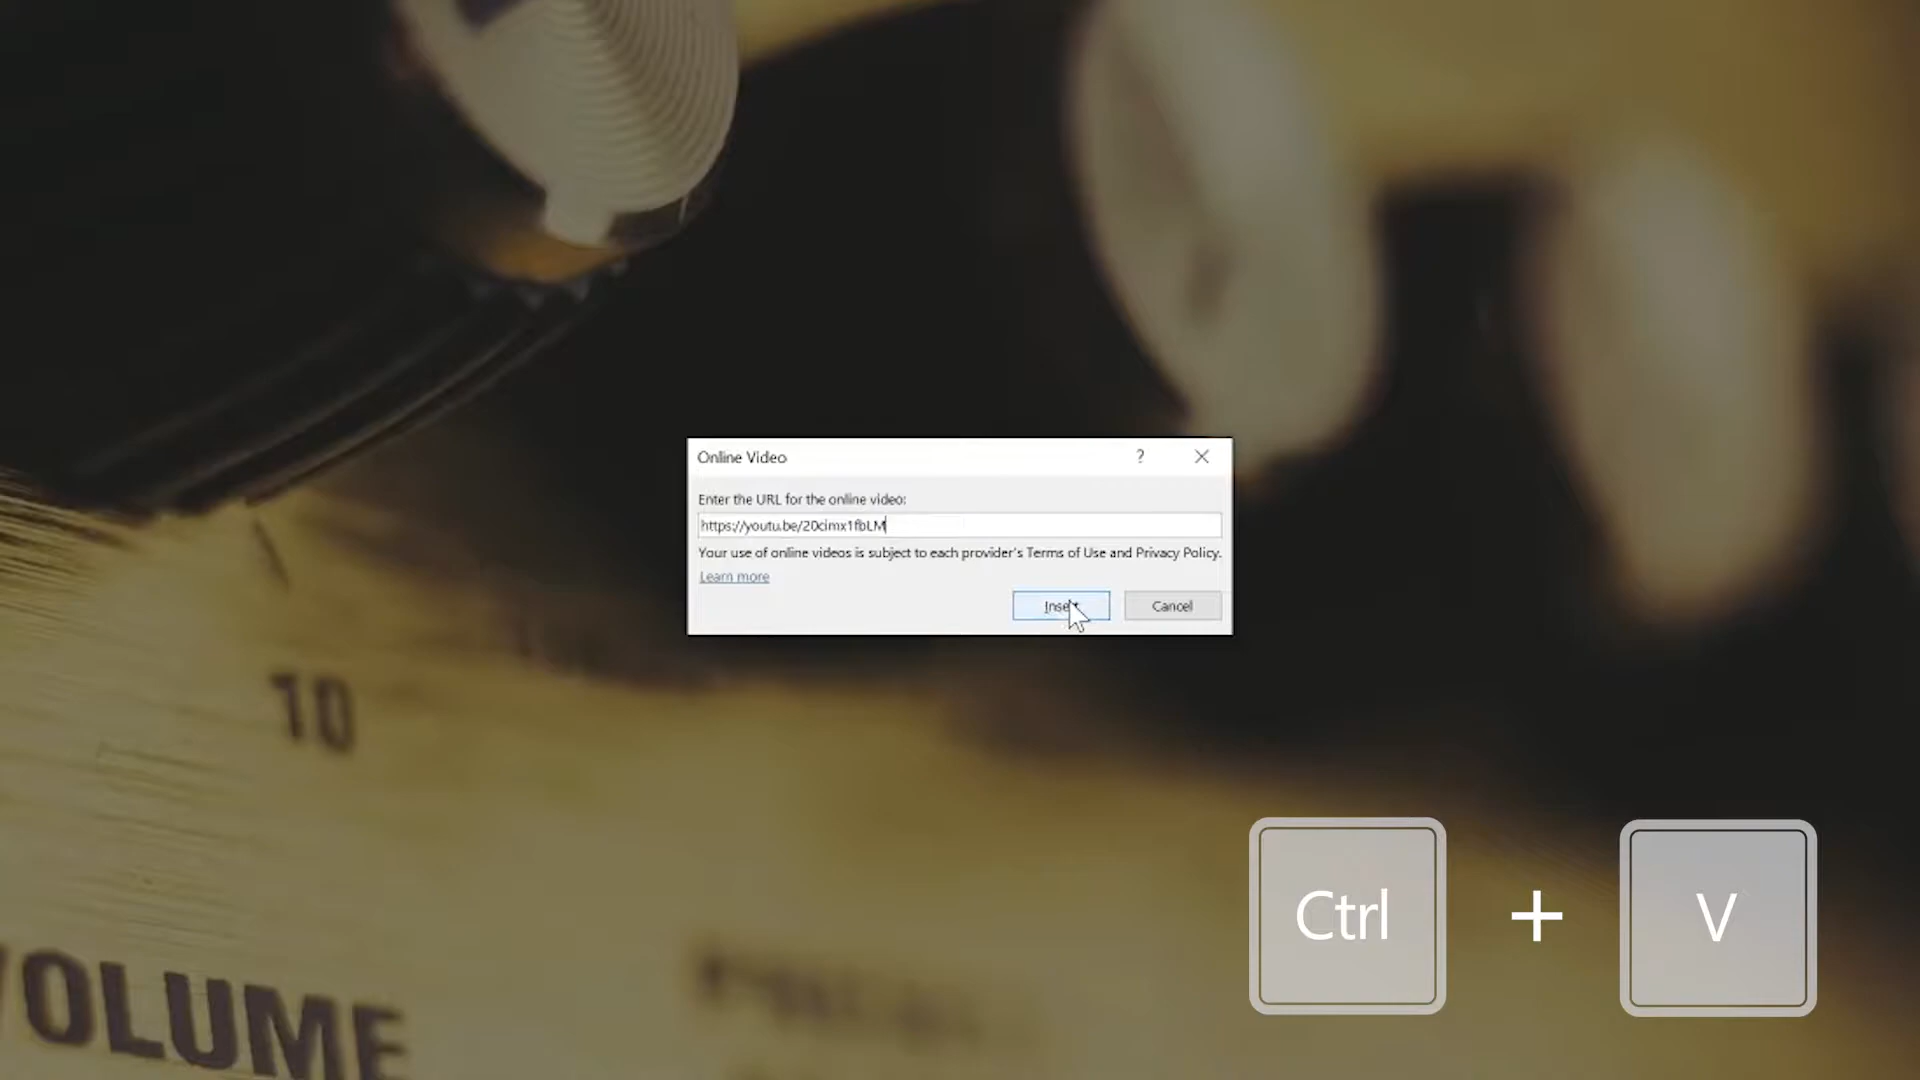 Online Video
Enter the URL for the online video:
https://youtu.be/20cimx1fbLM
Your use of online videos is subject to each provider's Terms of Use and Privacy Policy.
Learn more
Cancel
10
Ctrl + V
VOLUME